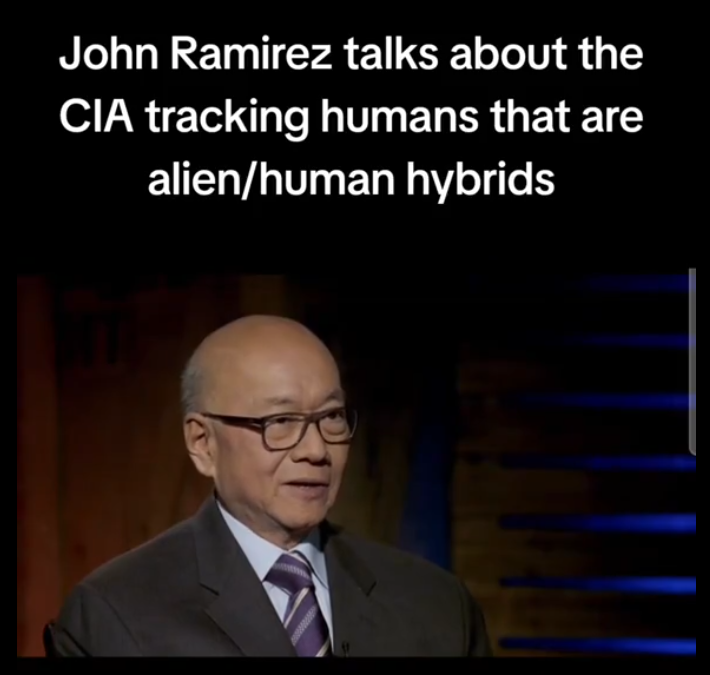 John Ramirez talks about the
CIA tracking humans that are
alien/human hybrids